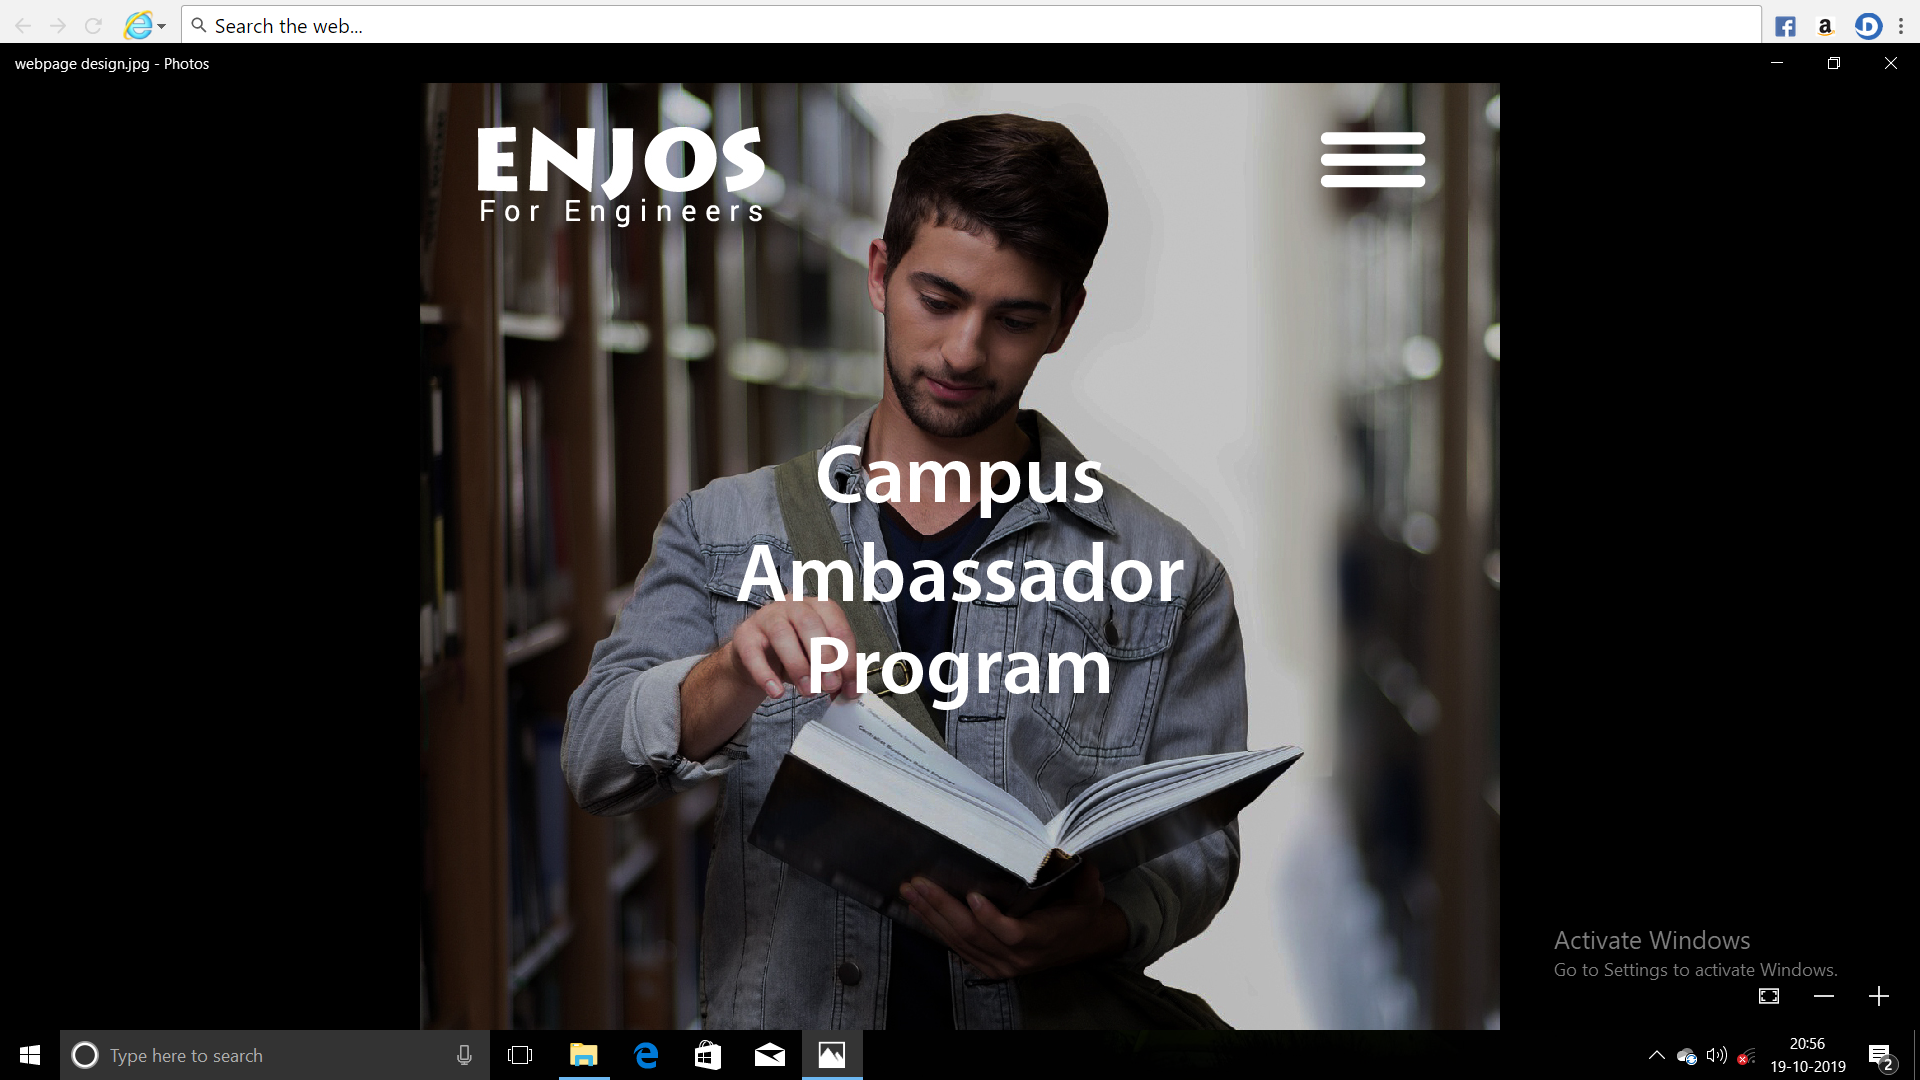 Search the web...
webpage design.jpg - Photos
ENJOS
For Engineers
Campus
Ambassador
Program
Activate Windows
Go to Settings to activate Windows.
Type here to search
20:56
19-10-2019
2